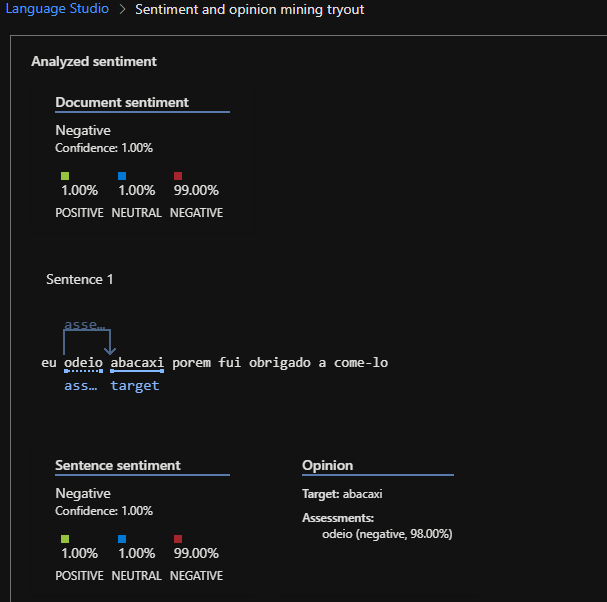 Language Studio > Sentiment and opinion mining tryout
Analyzed sentiment
Document sentiment
Negative
Confidence: 1.00%
1.00% 1.00% 99.00%
POSITIVE NEUTRAL NEGATIVE
Sentence 1
asse...
eu odeio abacaxi porem fui obrigado a come-lo
ass... target
Sentence sentiment Opinion
Negative Target: abacaxi
Confidence: 1.00% Assessments:
odeio (negative, 98.00%)
1.00% 1.00% 99.00%
POSITIVE NEUTRAL NEGATIVE